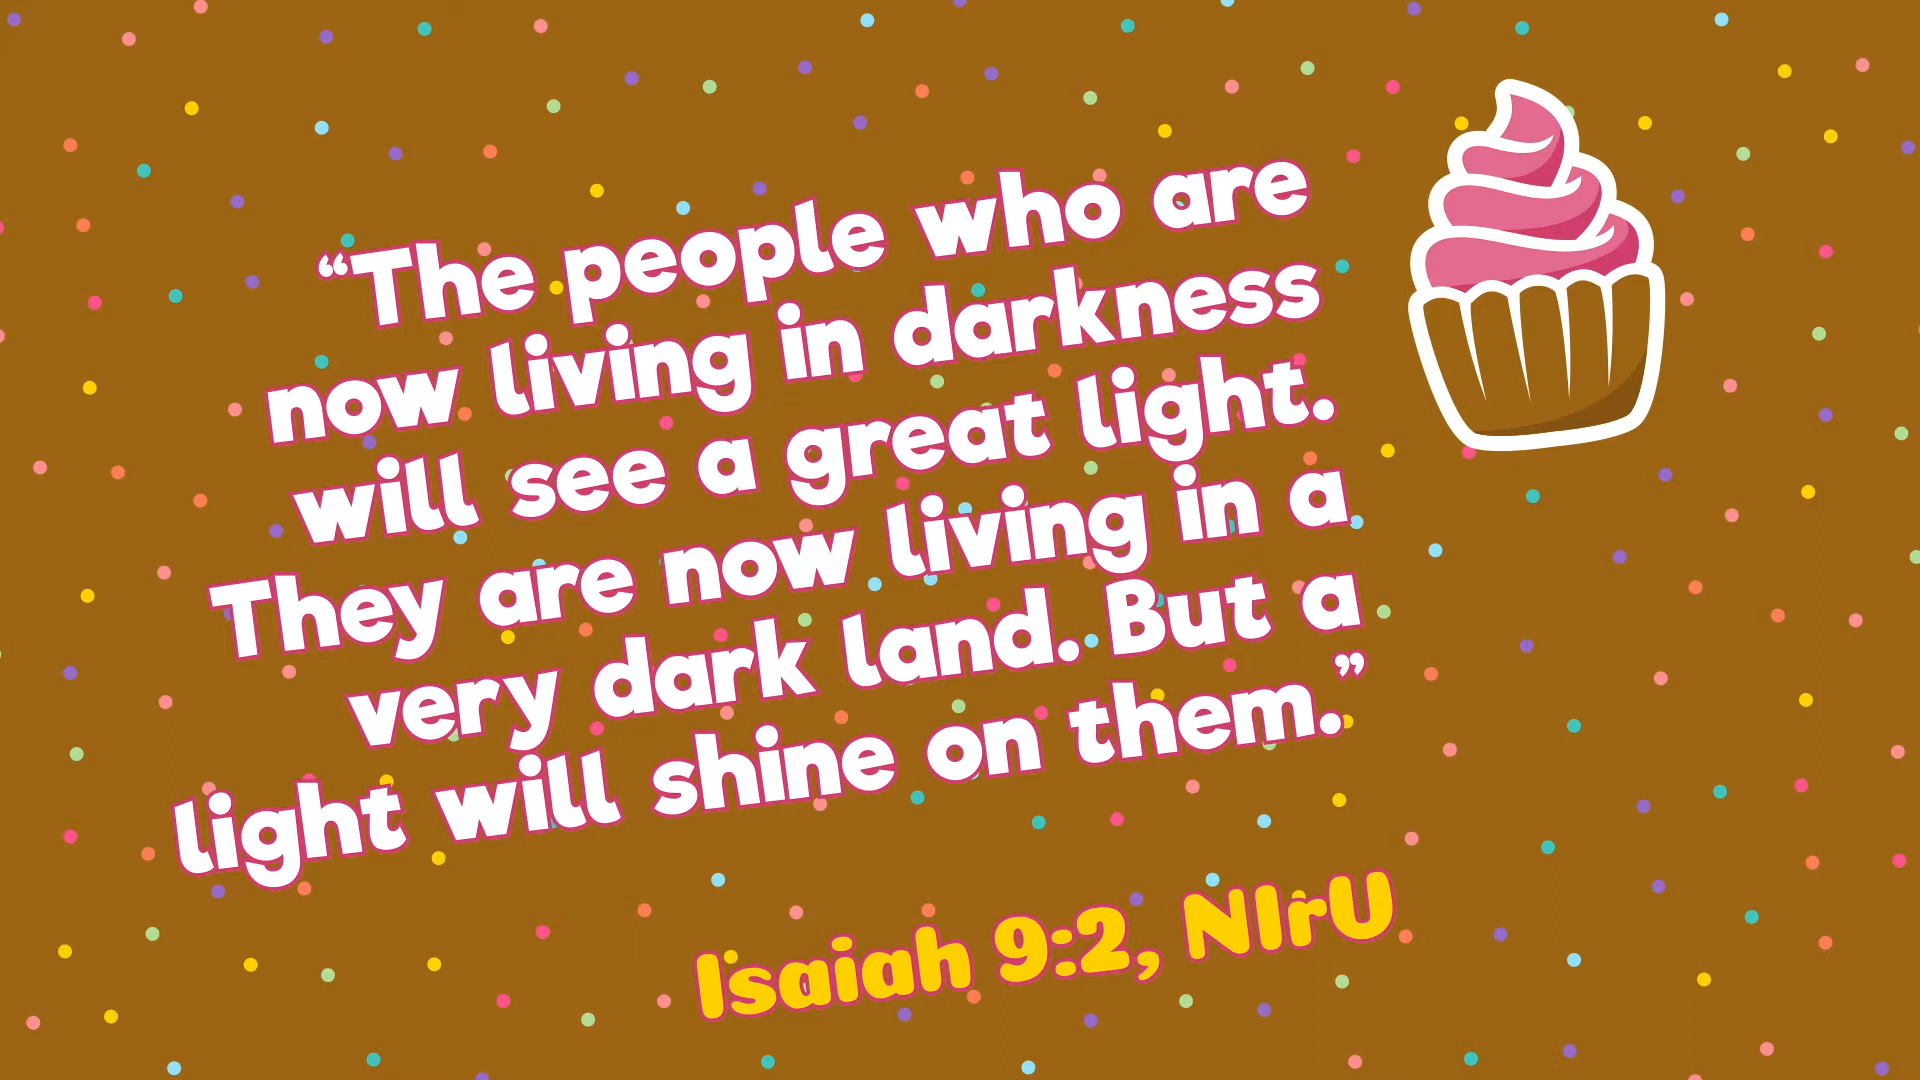 “The people who are
now living in darkness
will see a great light.
They are now living in a
very dark land. But a
light will shine on them.”
Isaiah 9:2, NIrU